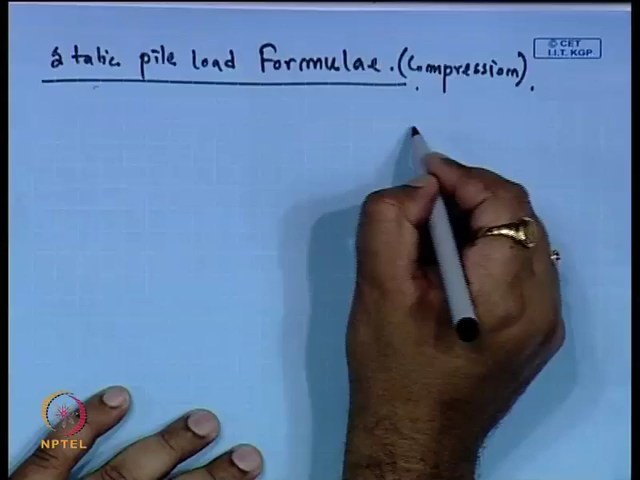 Static pile load Formulae. (Compression).
© CET
I.I.T. KGP
NPTEL